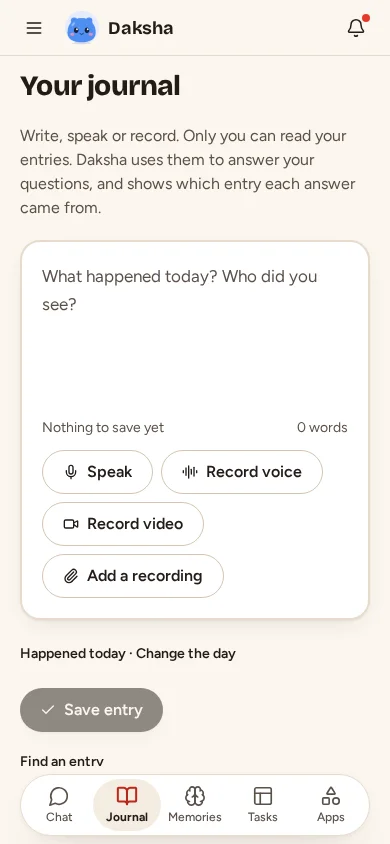 Daksha
Your journal
Write, speak or record. Only you can read your
entries. Daksha uses them to answer your
questions, and shows which entry each answer
came from.
What happened today? Who did you
see?
Nothing to save yet
0 words
Speak
Record voice
Record video
Add a recording
Happened today · Change the day
Save entry
Find an entry
Chat
Journal
Memories
Tasks
Apps